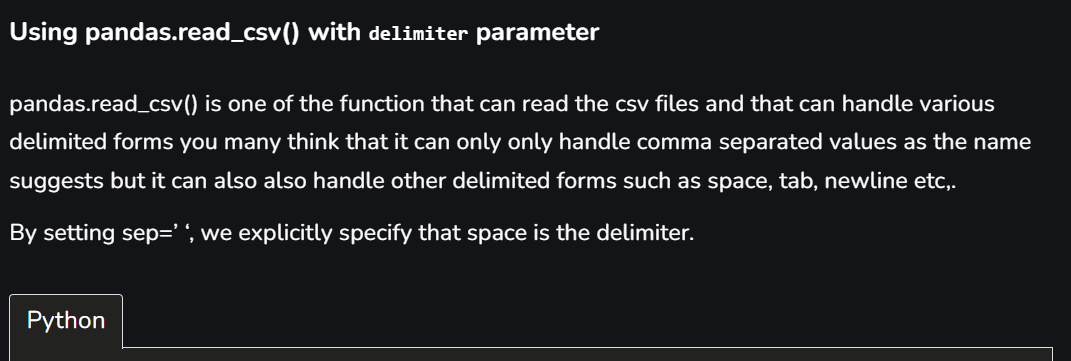 Using pandas.read_csv() with delimiter parameter
pandas.read_csv() is one of the function that can read the csv files and that can handle various
delimited forms you many think that it can only only handle comma separated values as the name
suggests but it can also also handle other delimited forms such as space, tab, newline etc,.
By setting sep=’ ‘, we explicitly specify that space is the delimiter.
Python